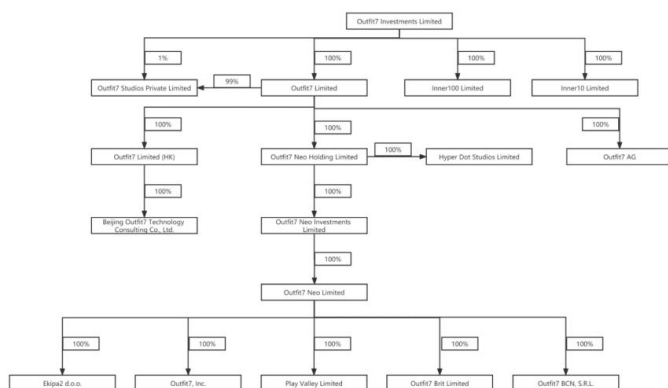 Outfit7 Investments Limited
1%
100%
100%
100%
Outfit7 Studios Private Limited
99%
Outfit7 Limited
Inner100 Limited
Inner10 Limited
100%
100%
100%
Outfit7 Limited (HK)
Outfit7 Neo Holding Limited
100%
Hyper Dot Studios Limited
Outfit7 AG
100%
100%
Beijing Outfit7 Technology
Consulting Co., Ltd.
Outfit7 Neo Investments
Limited
100%
Outfit7 Neo Limited
100%
100%
100%
100%
100%
Ekipa2 d.o.o.
Outfit7, Inc.
Play Valley Limited
Outfit7 Brit Limited
Outfit7 BCN, S.R.L.